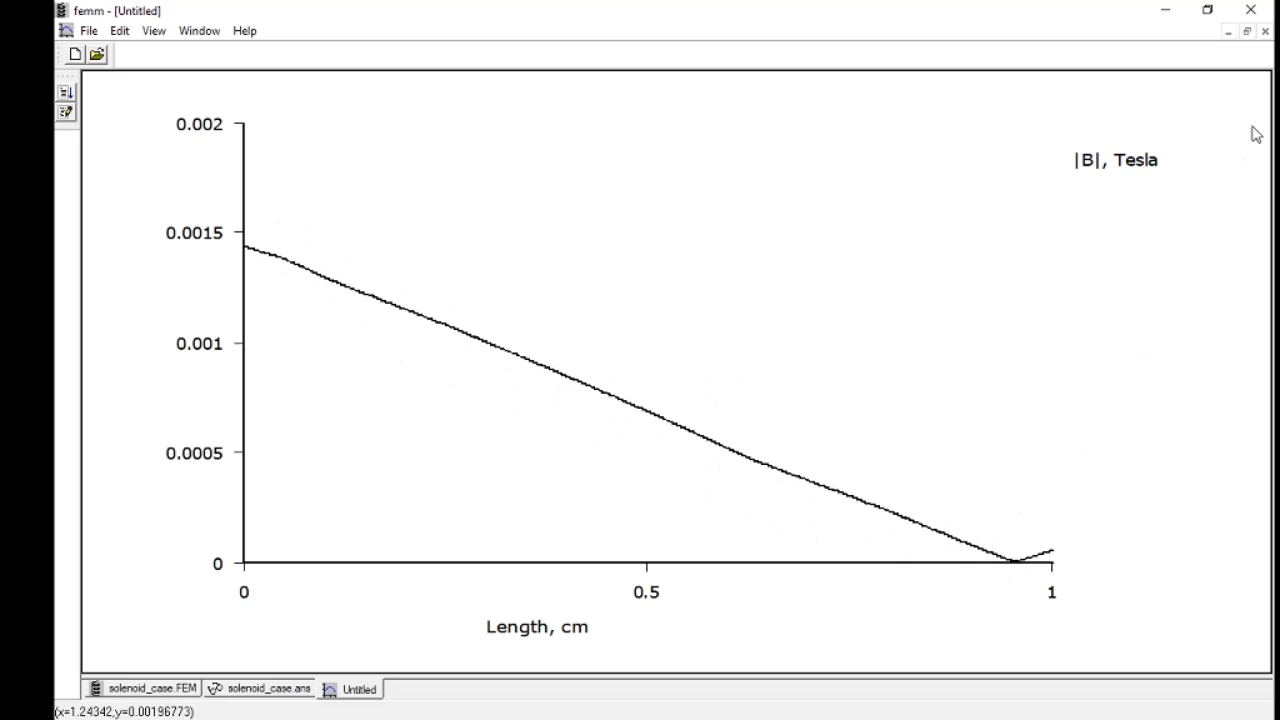 femm - [Untitled]
File Edit View Window Help
0.002
|B|, Tesla
0.0015
0.001
0.0005
0
0 0.5 1
Length, cm
solenoid_case.FEM solenoid_case.ans Untitled
(x=1.24342,y=0.00196773)